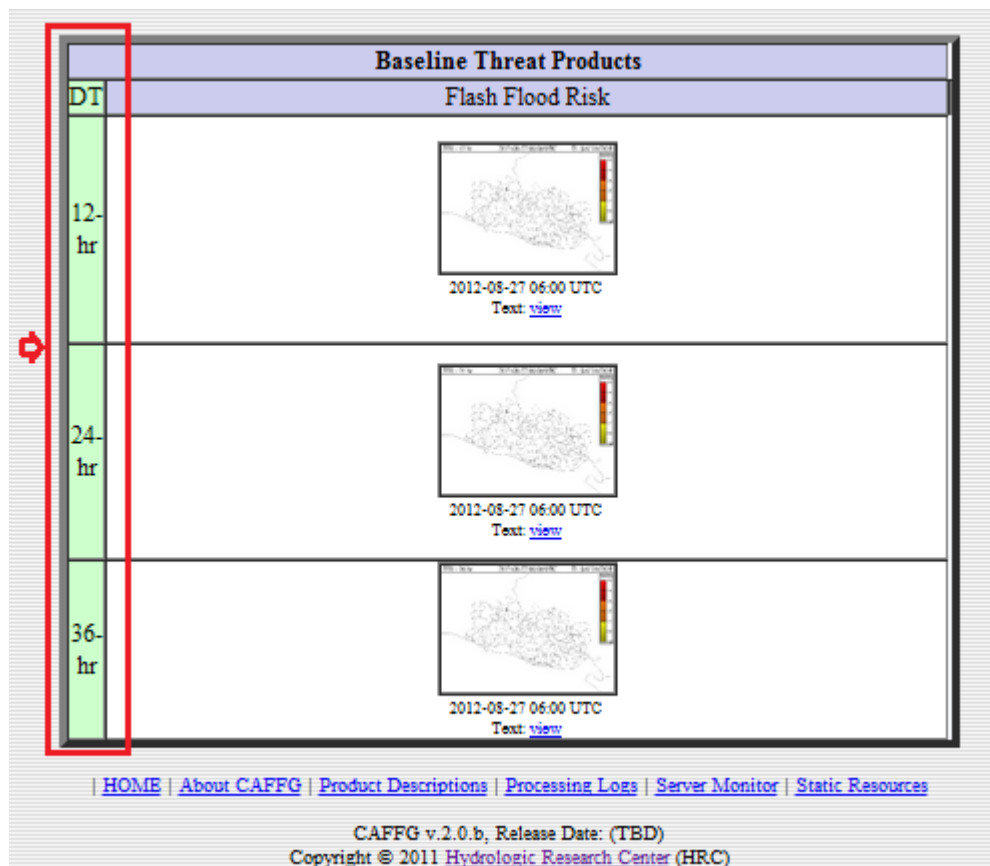 Baseline Threat Products
DT
Flash Flood Risk
12-
hr
2012-08-27 06:00 UTC
Text: view
24-
hr
2012-08-27 06:00 UTC
Text: view
36-
hr
2012-08-27 06:00 UTC
Text: view
| HOME | About CAFFG | Product Descriptions | Processing Logs | Server Monitor | Static Resources
CAFFG v.2.0.b, Release Date: (TBD)
Copyright © 2011 Hydrologic Research Center (HRC)